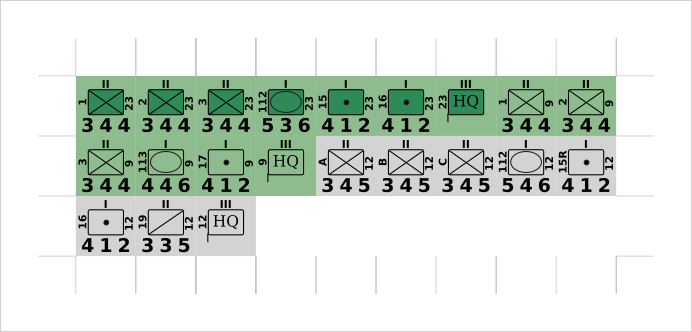 II II II I I I III II II
1 23 2 23 3 23 112 23 15 23 16 23 23 HQ 1 9 2 9
3 4 4 3 4 4 3 4 4 5 3 6 4 1 2 4 1 2 3 4 4 3 4 4
II I I III II II II I I
3 9 113 9 17 9 9 HQ A 12 B 12 C 12 112 12 15R 12
3 4 4 4 4 6 4 1 2 3 4 5 3 4 5 3 4 5 5 4 6 4 1 2
I II III
16 12 19 12 12 HQ
4 1 2 3 3 5